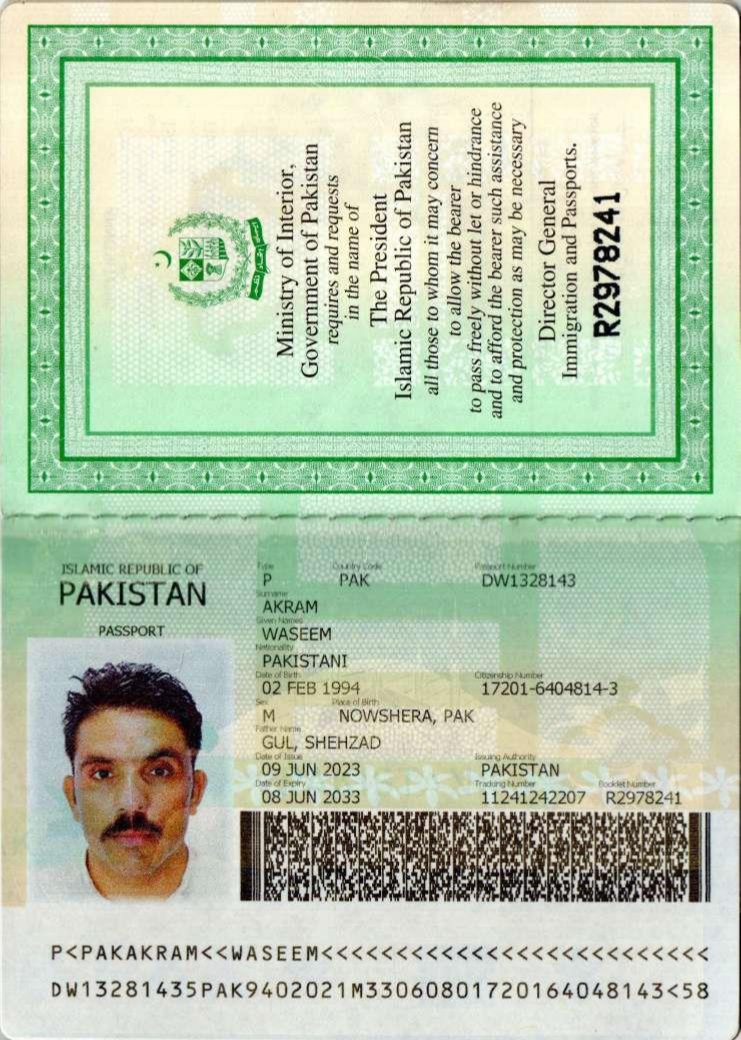 Ministry of Interior,
Government of Pakistan
requires and requests
in the name of
The President
Islamic Republic of Pakistan
all those to whom it may concern
to allow the bearer
to pass freely without let or hindrance
and to afford the bearer such assistance
and protection as may be necessary
Director General
Immigration and Passports.
R2978241
ISLAMIC REPUBLIC OF
PAKISTAN
PASSPORT
Type Country Code Passport Number
P PAK DW1328143
Surname
AKRAM
Given Names
WASEEM
Nationality
PAKISTANI
Date of Birth Citizenship Number
02 FEB 1994 17201-6404814-3
Sex Place of Birth
M NOWSHERA, PAK
Father Name
GUL, SHEHZAD
Date of Issue Issuing Authority
09 JUN 2023 PAKISTAN
Date of Expiry Tracking Number Booklet Number
08 JUN 2033 11241242207 R2978241
P<PAKAKRAM<<WASEEM<<<<<<<<<<<<<<<<<<<<<<<<<<
DW13281435PAK9402021M33060801720164048143<58